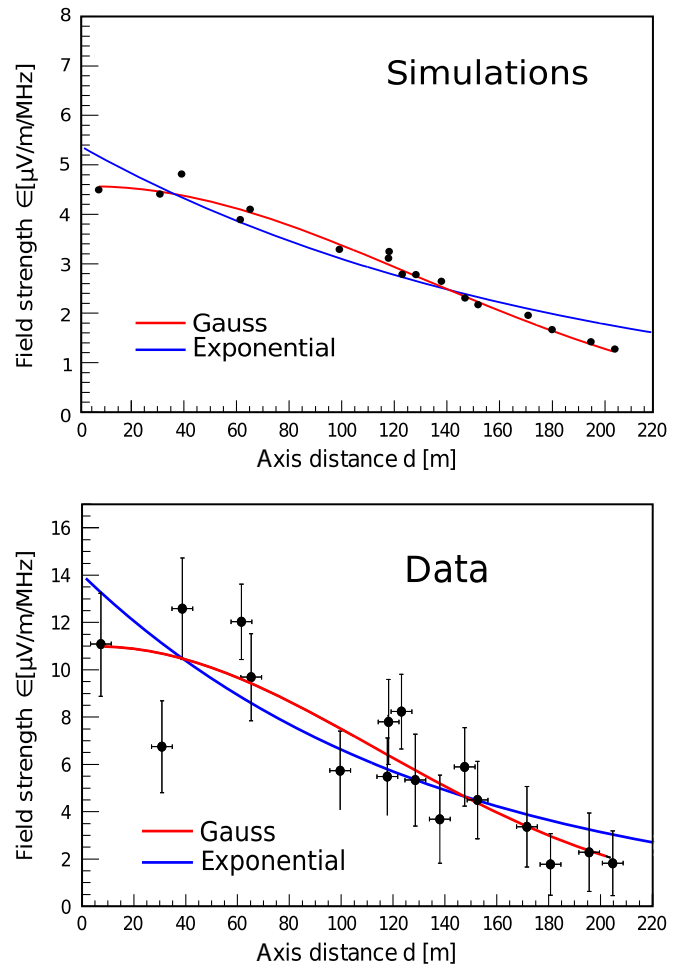 8
7
6
5
4
3
2
1
0
Field strength ∈[μV/m/MHz]
Simulations
Gauss
Exponential
0 20 40 60 80 100 120 140 160 180 200 220
Axis distance d [m]
16
14
12
10
8
6
4
2
0
Field strength ∈[μV/m/MHz]
Data
Gauss
Exponential
0 20 40 60 80 100 120 140 160 180 200 220
Axis distance d [m]